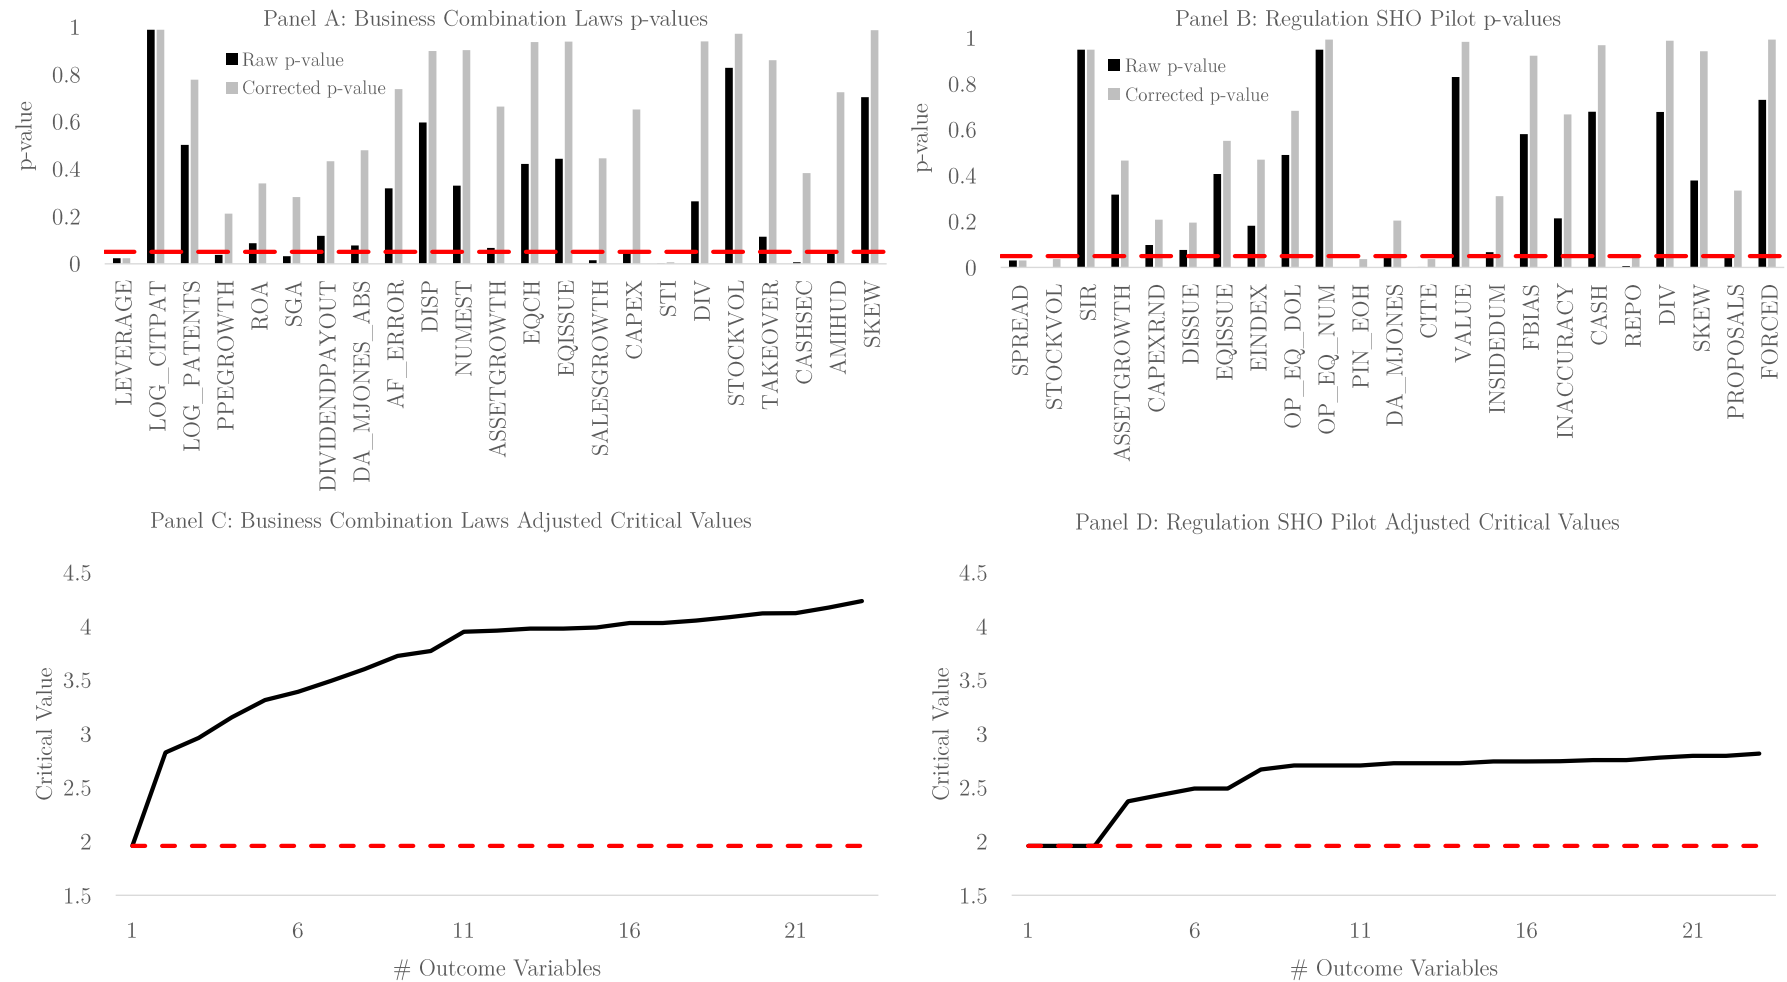 Panel A: Business Combination Laws p-values
1
0.8
0.6
0.4
0.2
0
p-value
Raw p-value
Corrected p-value
LEVERAGE
LOG_CITPAT
LOG_PATENTS
PPEGROWTH
ROA
SGA
DIVIDENDPAYOUT
DA_MJONES_ABS
AF_ERROR
DISP
NUMEST
ASSETGROWTH
EQCH
EQISSUE
SALESGROWTH
CAPEX
STI
DIV
STOCKVOL
TAKEOVER
CASHSEC
AMIHUD
SKEW
Panel B: Regulation SHO Pilot p-values
1
0.8
0.6
0.4
0.2
0
p-value
Raw p-value
Corrected p-value
SPREAD
STOCKVOL
SIR
ASSETGROWTH
CAPEXRND
DISSUE
EQISSUE
EINDEX
OP_EQ_DOL
OP_EQ_NUM
PIN_EOH
DA_MJONES
CITE
VALUE
INSIDEDUM
FBIAS
INACCURACY
CASH
REPO
DIV
SKEW
PROPOSALS
FORCED
Panel C: Business Combination Laws Adjusted Critical Values
4.5
4
3.5
3
2.5
2
1.5
Critical Value
1 6 11 16 21
# Outcome Variables
Panel D: Regulation SHO Pilot Adjusted Critical Values
4.5
4
3.5
3
2.5
2
1.5
Critical Value
1 6 11 16 21
# Outcome Variables